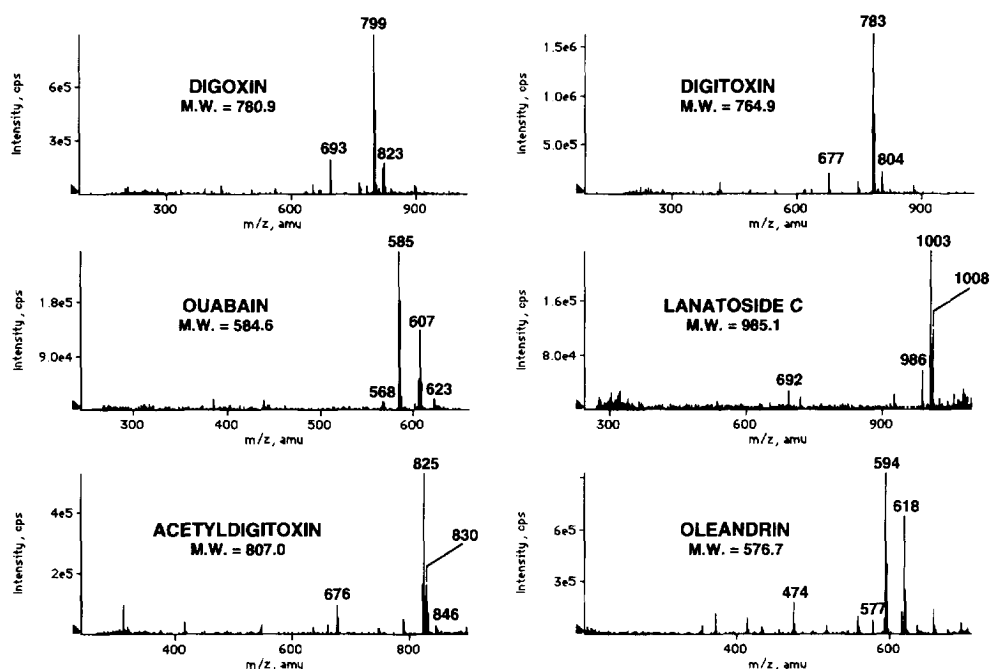 799
Intensity, cps
6e5
3e5
DIGOXIN
M.W. = 780.9
693
823
300
600
900
m/z, amu
783
Intensity, cps
1.5e6
1.0e6
5.0e5
DIGITOXIN
M.W. = 764.9
677
804
300
600
900
m/z, amu
585
Intensity, cps
1.8e5
9.0e4
OUABAIN
M.W. = 584.6
607
568
623
300
400
500
600
m/z, amu
1003
1008
Intensity, cps
1.6e5
8.0e4
LANATOSIDE C
M.W. = 985.1
986
692
300
600
900
m/z, amu
825
Intensity, cps
4e5
2e5
ACETYLDIGITOXIN
M.W. = 807.0
830
676
846
400
600
800
m/z, amu
594
618
Intensity, cps
6e5
3e5
OLEANDRIN
M.W. = 576.7
474
577
400
600
m/z, amu